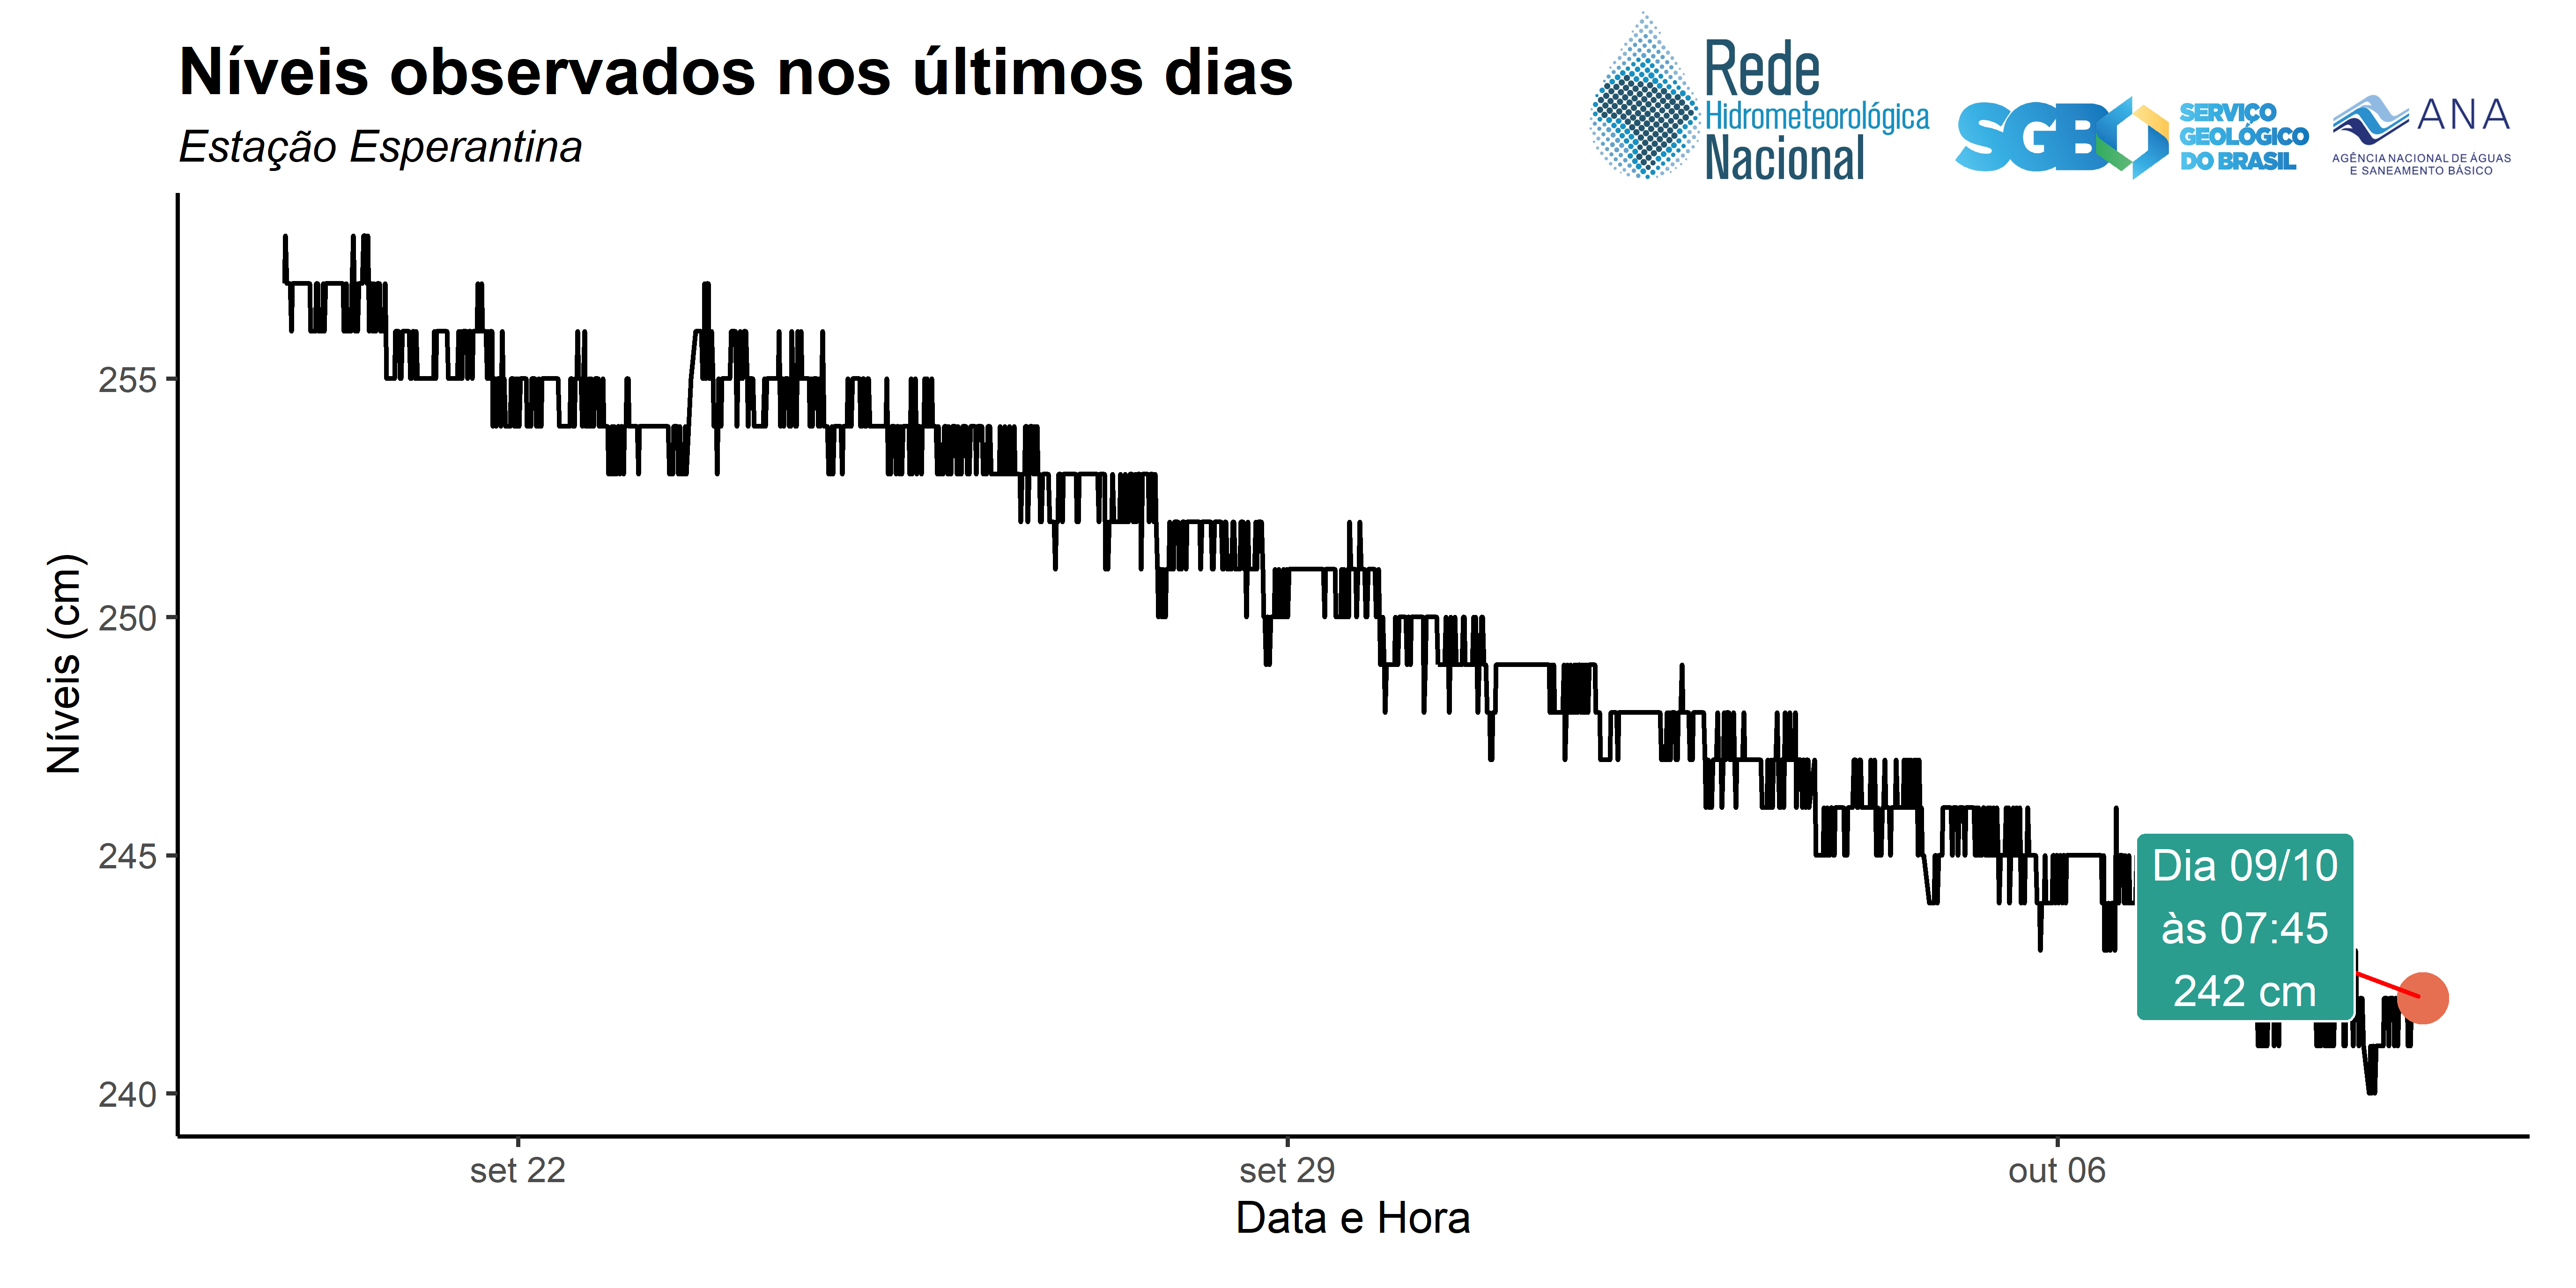 Níveis observados nos últimos dias
Estação Esperantina
Rede
Hidrometeorológica
Nacional
SGB
SERVIÇO
GEOLÓGICO
DO BRASIL
ANA
AGÊNCIA NACIONAL DE ÁGUAS
E SANEAMENTO BÁSICO
Níveis (cm)
255
250
245
240
Dia 09/10
às 07:45
242 cm
set 22
set 29
out 06
Data e Hora